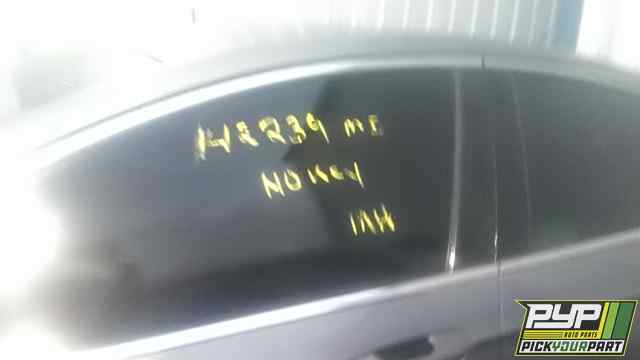 142239 MI
NO KEY
IAH
PYP
AUTO PARTS
PICKYOURPART